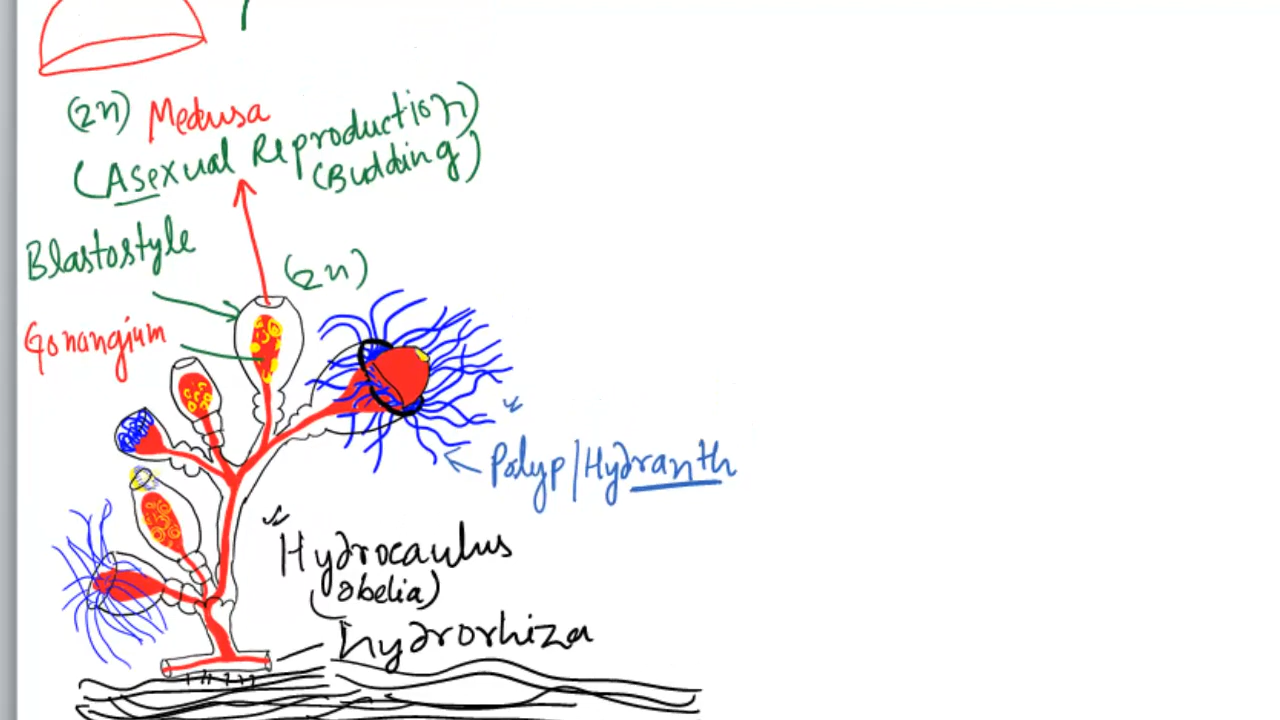 (2n) Medusa
(Asexual Reproduction)
(Budding)
Blastostyle
(2n)
Gonangium
Polyp/Hydranth
Hydrocaulus
(obelia)
hydrorhiza